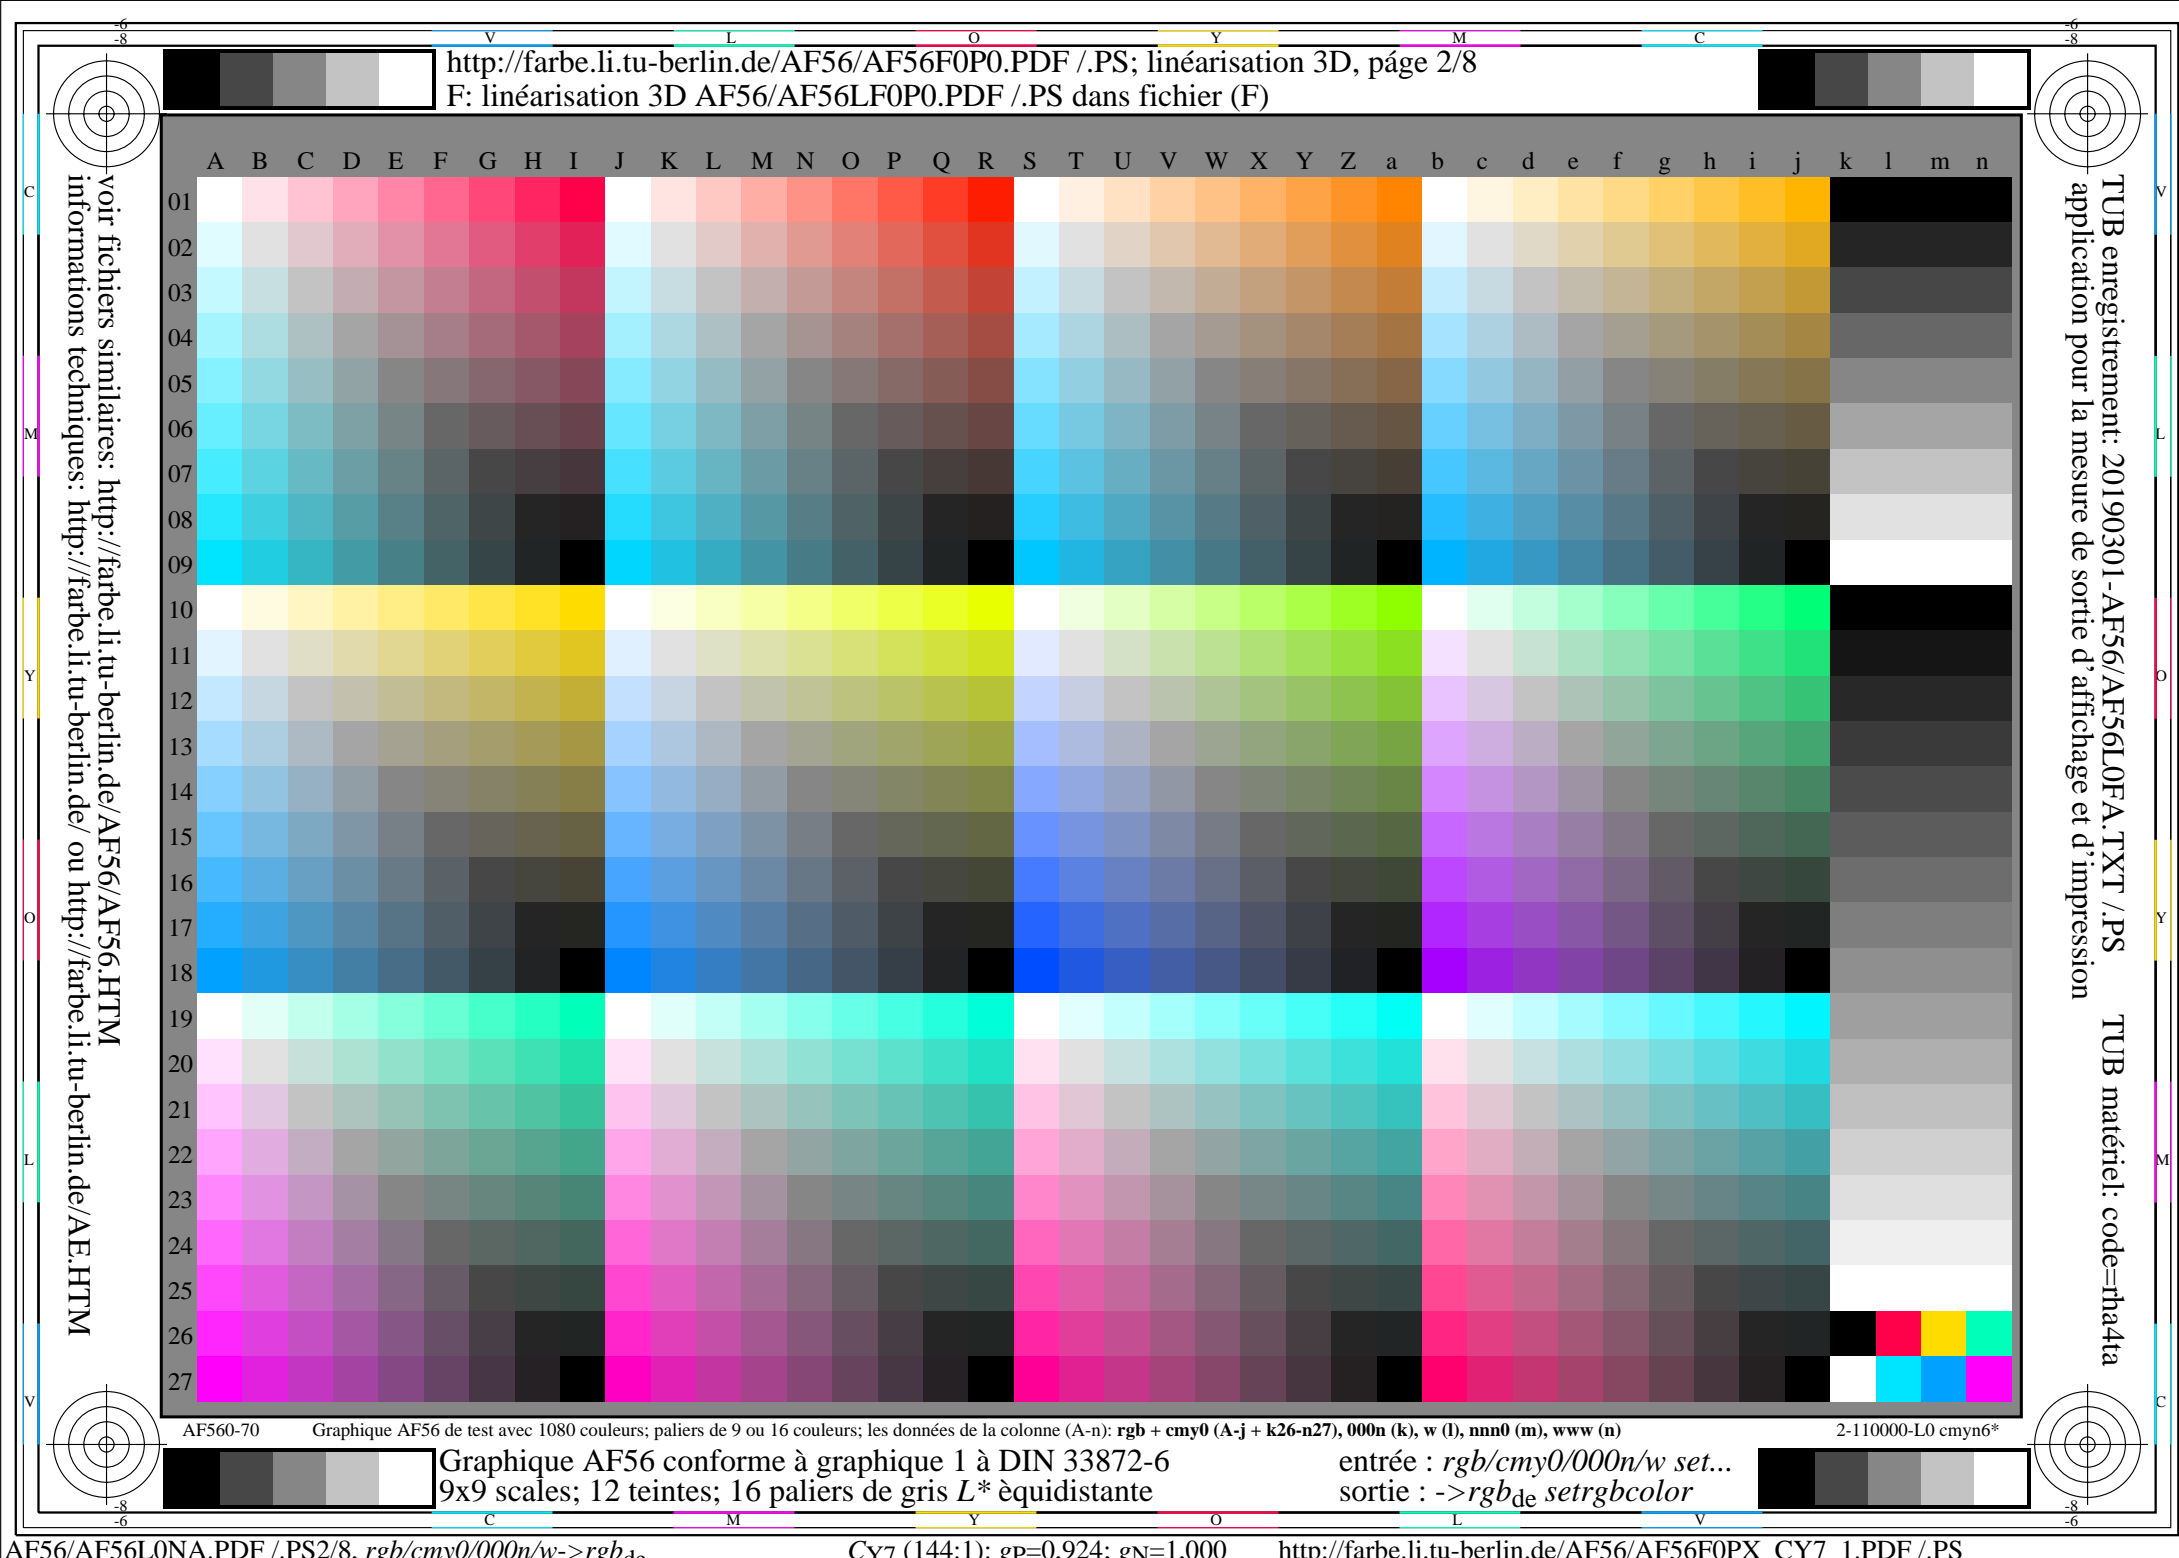 -6 -6
-8 -8
V L O Y M C
http://farbe.li.tu-berlin.de/AF56/AF56F0P0.PDF /.PS; linéarisation 3D, páge 2/8
F: linéarisation 3D AF56/AF56LF0P0.PDF /.PS dans fichier (F)
A B C D E F G H I J K L M N O P Q R S T U V W X Y Z a b c d e f g h i j k l m n
01
02
03
04
05
06
07
08
09
10
11
12
13
14
15
16
17
18
19
20
21
22
23
24
25
26
27
C
M
Y
O
L
V
voir fichiers similaires: http://farbe.li.tu-berlin.de/AF56/AF56.HTM
informations techniques: http://farbe.li.tu-berlin.de/ ou http://farbe.li.tu-berlin.de/AE.HTM
TUB enregistrement: 20190301-AF56/AF56L0FA.TXT /.PS TUB matériel: code=rha4ta
application pour la mesure de sortie d'affichage et d'impression
V
L
O
Y
M
C
AF560-70 Graphique AF56 de test avec 1080 couleurs; paliers de 9 ou 16 couleurs; les données de la colonne (A-n): rgb + cmy0 (A-j + k26-n27), 000n (k), w (l), nnn0 (m), www (n) 2-110000-L0 cmyn6*
Graphique AF56 conforme à graphique 1 à DIN 33872-6 entrée : rgb/cmy0/000n/w set...
9x9 scales; 12 teintes; 16 paliers de gris L* èquidistante sortie : ->rgbde setrgbcolor
-8 -8
-6 -6
C M Y O L V
AF56/AF56L0NA.PDF /.PS2/8, rgb/cmy0/000n/w->rgbde CY7 (144:1): gP=0.924; gN=1.000 http://farbe.li.tu-berlin.de/AF56/AF56F0PX_CY7_1.PDF /.PS